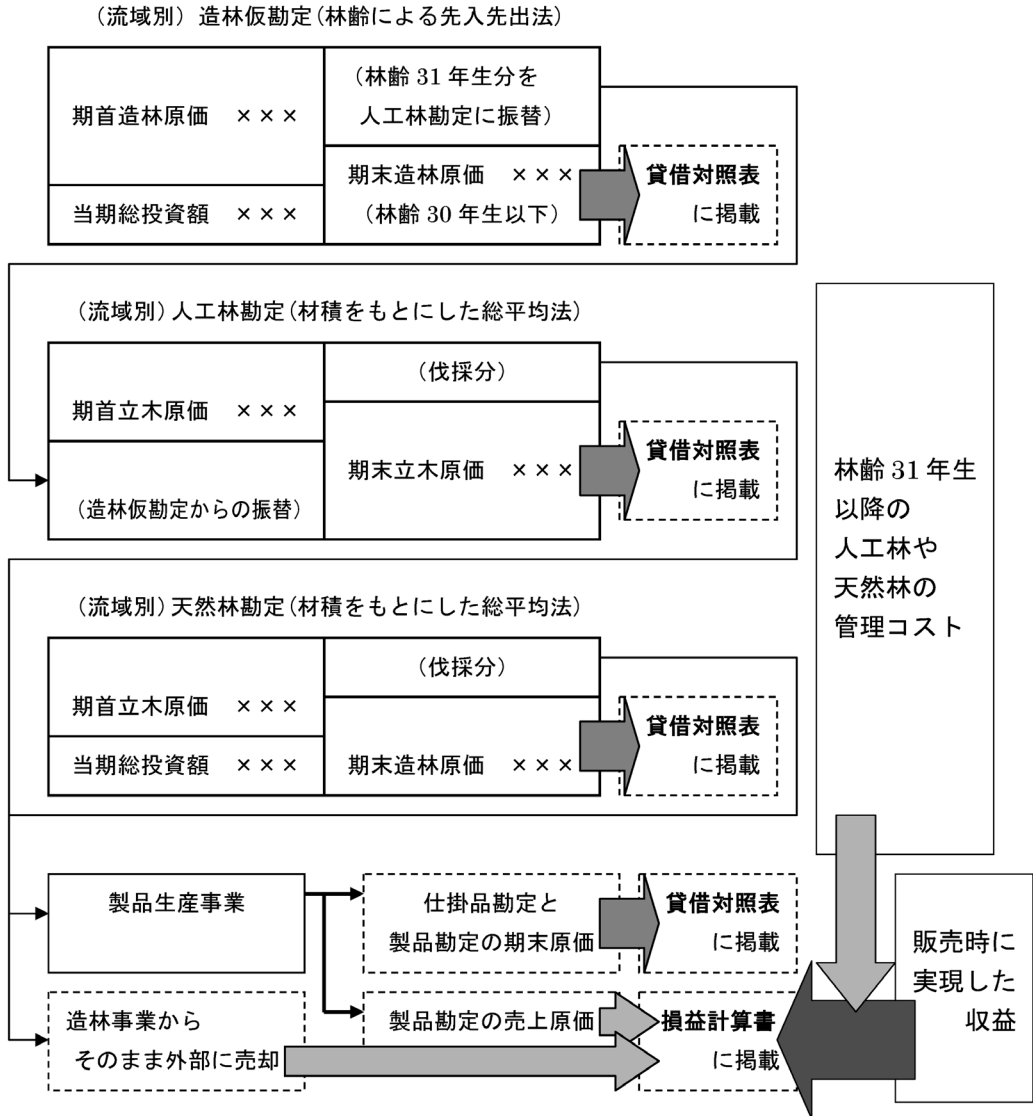 (流域別) 造林仮勘定(林齢による先入先出法)
期首造林原価 ×××
当期総投資額 ×××
(林齢 31 年生分を
人工林勘定に振替)
期末造林原価 ×××
(林齢 30 年生以下)
貸借対照表
に掲載
(流域別)人工林勘定(材積をもとにした総平均法)
期首立木原価 ×××
(造林仮勘定からの振替)
(伐採分)
期末立木原価 ×××
貸借対照表
に掲載
(流域別)天然林勘定(材積をもとにした総平均法)
期首立木原価 ×××
当期総投資額 ×××
(伐採分)
期末造林原価 ×××
貸借対照表
に掲載
林齢 31 年生
以降の
人工林や
天然林の
管理コスト
製品生産事業
仕掛品勘定と
製品勘定の期末原価
貸借対照表
に掲載
造林事業から
そのまま外部に売却
製品勘定の売上原価
損益計算書
に掲載
販売時に
実現した
収益